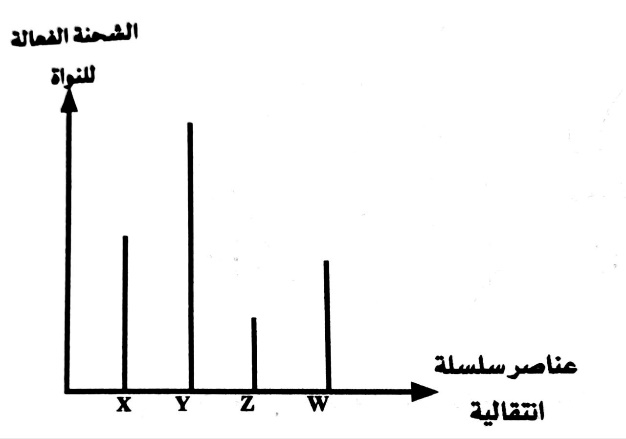 الشحنة الفعالة
للنواة
X Y Z W
عناصر سلسلة
انتقالية